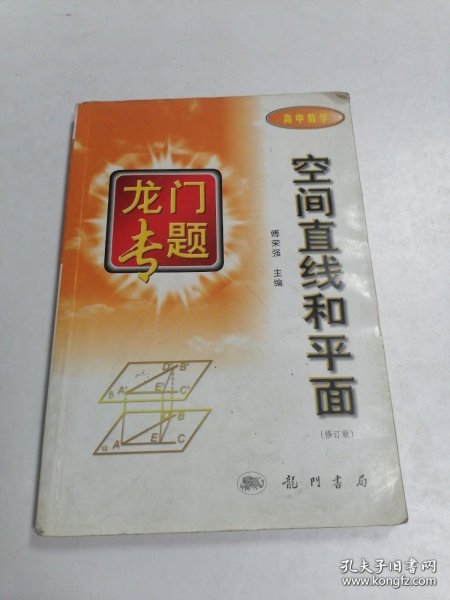 高中数学
龙门
专题
空间直线和平面
(修订版)
傅荣强 主编
D' B'
β A' E' C'
D B
α A E C
龍門書局
孔夫子旧书网
www.kongfz.com